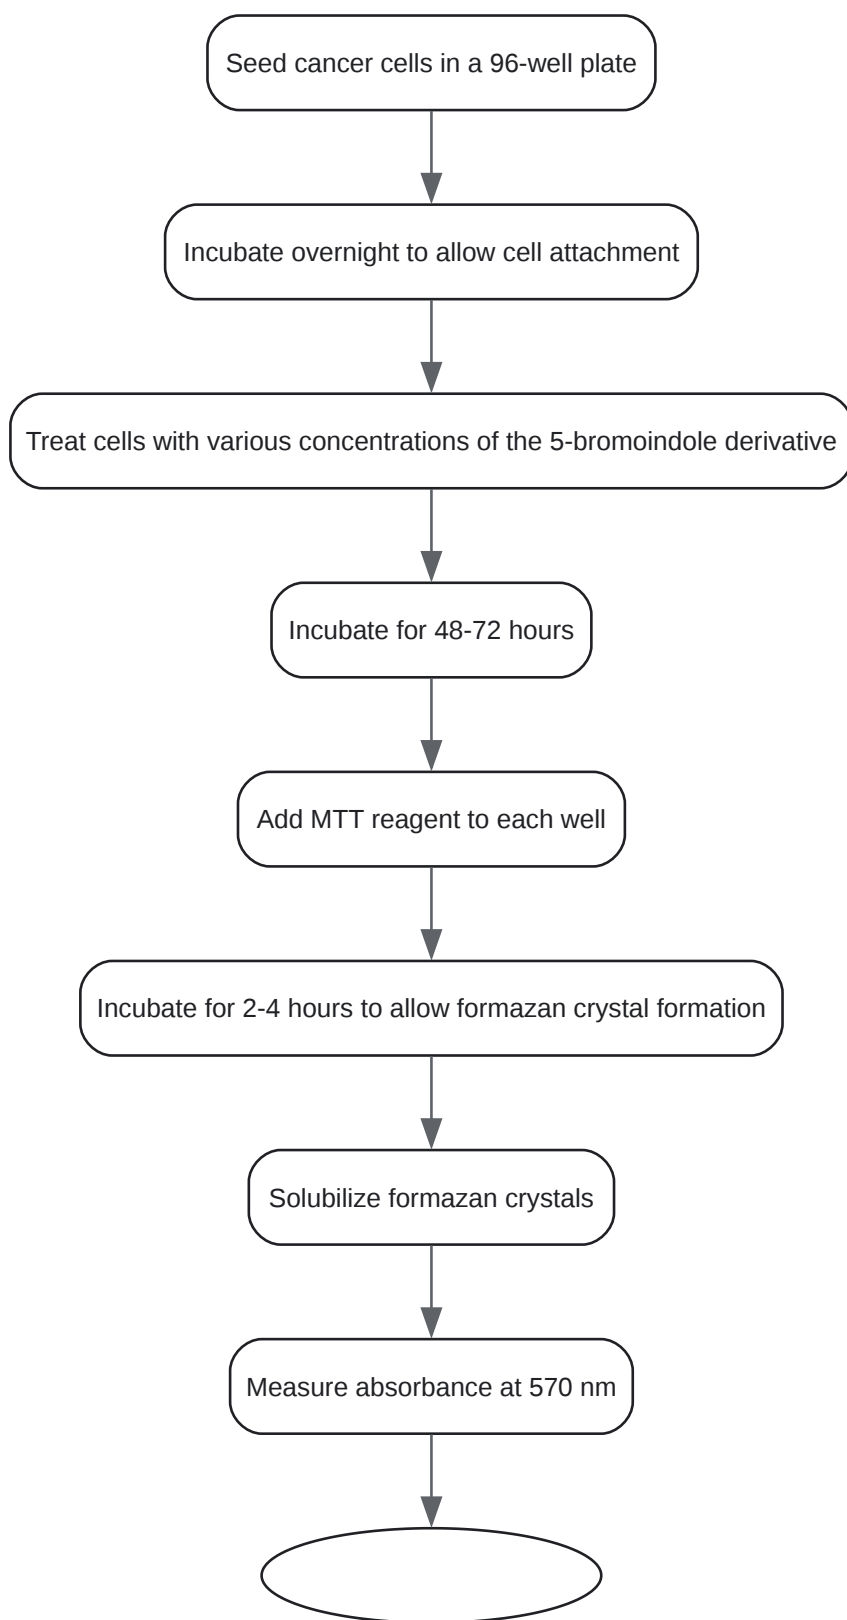 Seed cancer cells in a 96-well plate
Incubate overnight to allow cell attachment
Treat cells with various concentrations of the 5-bromoindole derivative
Incubate for 48-72 hours
Add MTT reagent to each well
Incubate for 2-4 hours to allow formazan crystal formation
Solubilize formazan crystals
Measure absorbance at 570 nm